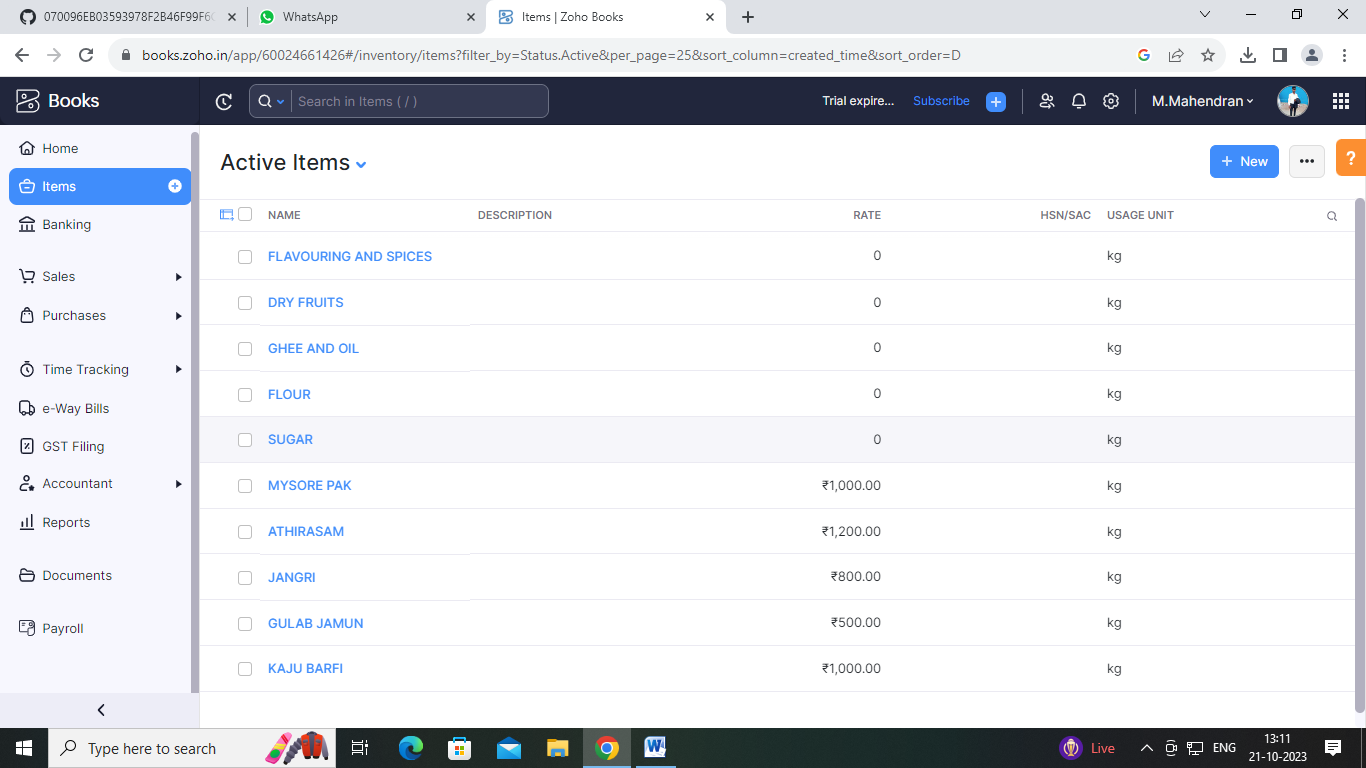 070096EB03593978F2B46F99F6
WhatsApp
Items | Zoho Books
books.zoho.in/app/60024661426#/inventory/items?filter_by=Status.Active&per_page=25&sort_column=created_time&sort_order=D
Books
Search in Items ( / )
Trial expire...
Subscribe
M.Mahendran
Home
Items
Banking
Sales
Purchases
Time Tracking
e-Way Bills
GST Filing
Accountant
Reports
Documents
Payroll
Active Items
+ New
?
NAME DESCRIPTION RATE HSN/SAC USAGE UNIT
FLAVOURING AND SPICES 0 kg
DRY FRUITS 0 kg
GHEE AND OIL 0 kg
FLOUR 0 kg
SUGAR 0 kg
MYSORE PAK ₹1,000.00 kg
ATHIRASAM ₹1,200.00 kg
JANGRI ₹800.00 kg
GULAB JAMUN ₹500.00 kg
KAJU BARFI ₹1,000.00 kg
Type here to search
Live
ENG
13:11
21-10-2023